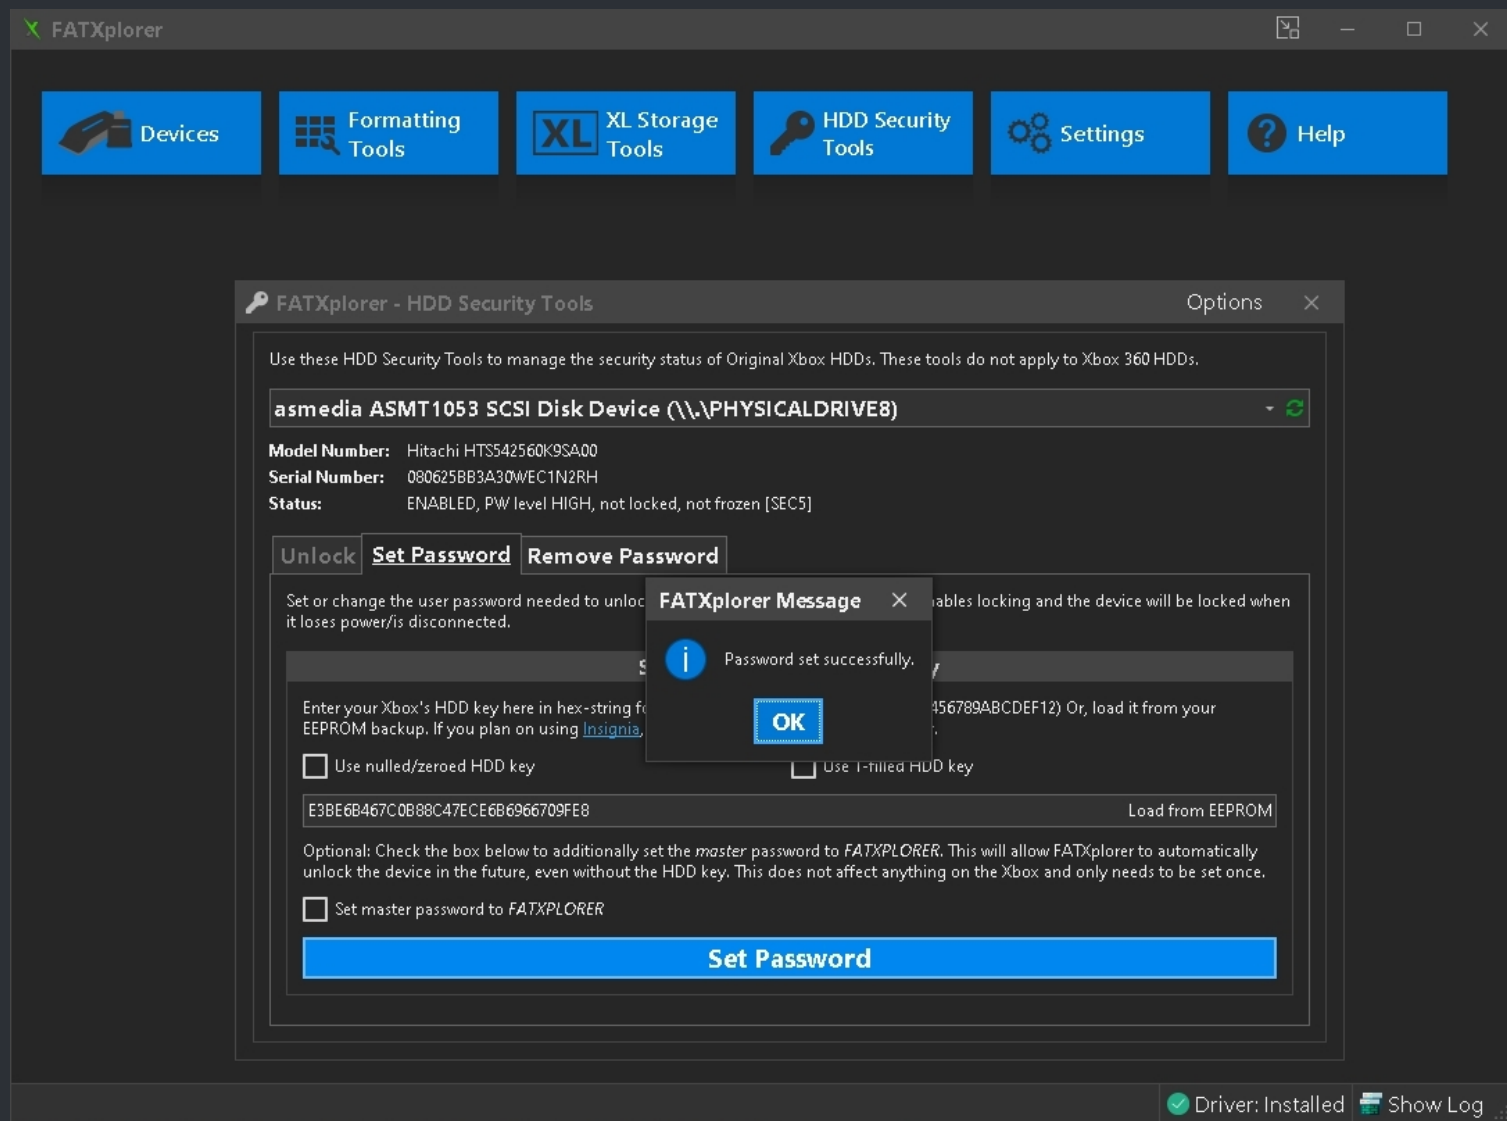 FATXplorer
Devices
Formatting
Tools
XL
XL Storage
Tools
HDD Security
Tools
Settings
Help
FATXplorer - HDD Security Tools
Options
Use these HDD Security Tools to manage the security status of Original Xbox HDDs. These tools do not apply to Xbox 360 HDDs.
asmedia ASMT1053 SCSI Disk Device (\\.\PHYSICALDRIVE8)
Model Number: Hitachi HTS542560K9SA00
Serial Number: 080625BB3A30WEC1N2RH
Status: ENABLED, PW level HIGH, not locked, not frozen [SEC5]
Unlock Set Password Remove Password
Set or change the user password needed to unloc
ables locking and the device will be locked when
it loses power/is disconnected.
FATXplorer Message
Password set successfully.
OK
Enter your Xbox's HDD key here in hex-string fo
456789ABCDEF12) Or, load it from your
EEPROM backup. If you plan on using Insignia,
Use nulled/zeroed HDD key
Use 1-filled HDD key
E3BE6B467C0B88C47ECE6B6966709FE8
Load from EEPROM
Optional: Check the box below to additionally set the master password to FATXPLORER. This will allow FATXplorer to automatically
unlock the device in the future, even without the HDD key. This does not affect anything on the Xbox and only needs to be set once.
Set master password to FATXPLORER
Set Password
Driver: Installed
Show Log